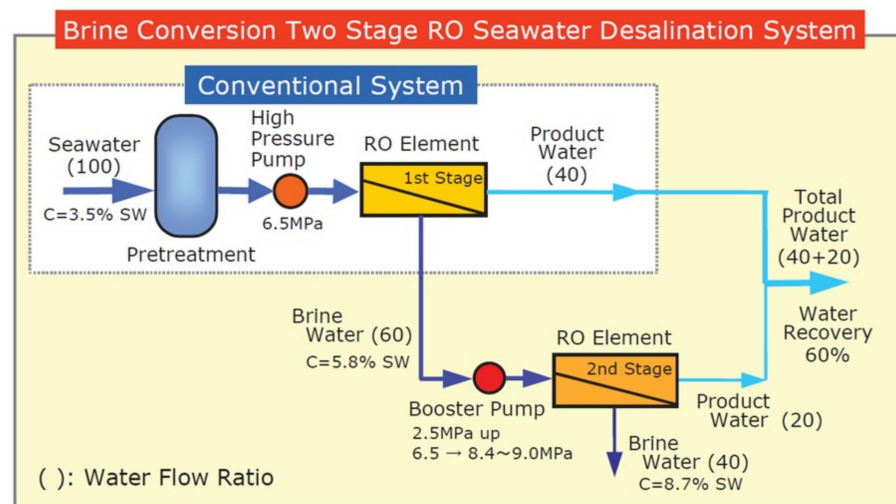 Brine Conversion Two Stage RO Seawater Desalination System
Conventional System
Seawater
(100)
C=3.5% SW
Pretreatment
High
Pressure
Pump
6.5MPa
RO Element
1st Stage
Product
Water
(40)
Total
Product
Water
(40+20)
Water
Recovery
60%
Brine
Water (60)
C=5.8% SW
Booster Pump
2.5MPa up
6.5 → 8.4~9.0MPa
RO Element
2nd Stage
Product
Water (20)
Brine
Water (40)
C=8.7% SW
( ): Water Flow Ratio